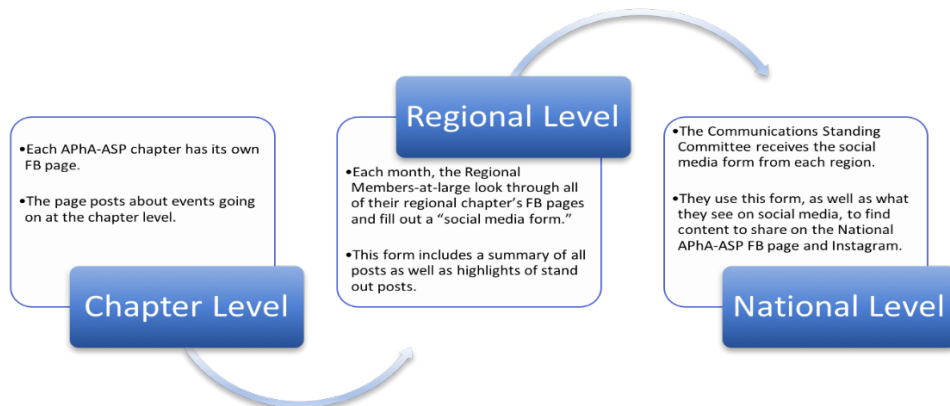 •Each APhA-ASP chapter has its own
FB page.
•The page posts about events going
on at the chapter level.
Chapter Level
Regional Level
•Each month, the Regional
Members-at-large look through all
of their regional chapter's FB pages
and fill out a “social media form.”
•This form includes a summary of all
posts as well as highlights of stand
out posts.
•The Communications Standing
Committee receives the social
media form from each region.
•They use this form, as well as what
they see on social media, to find
content to share on the National
APhA-ASP FB page and Instagram.
National Level